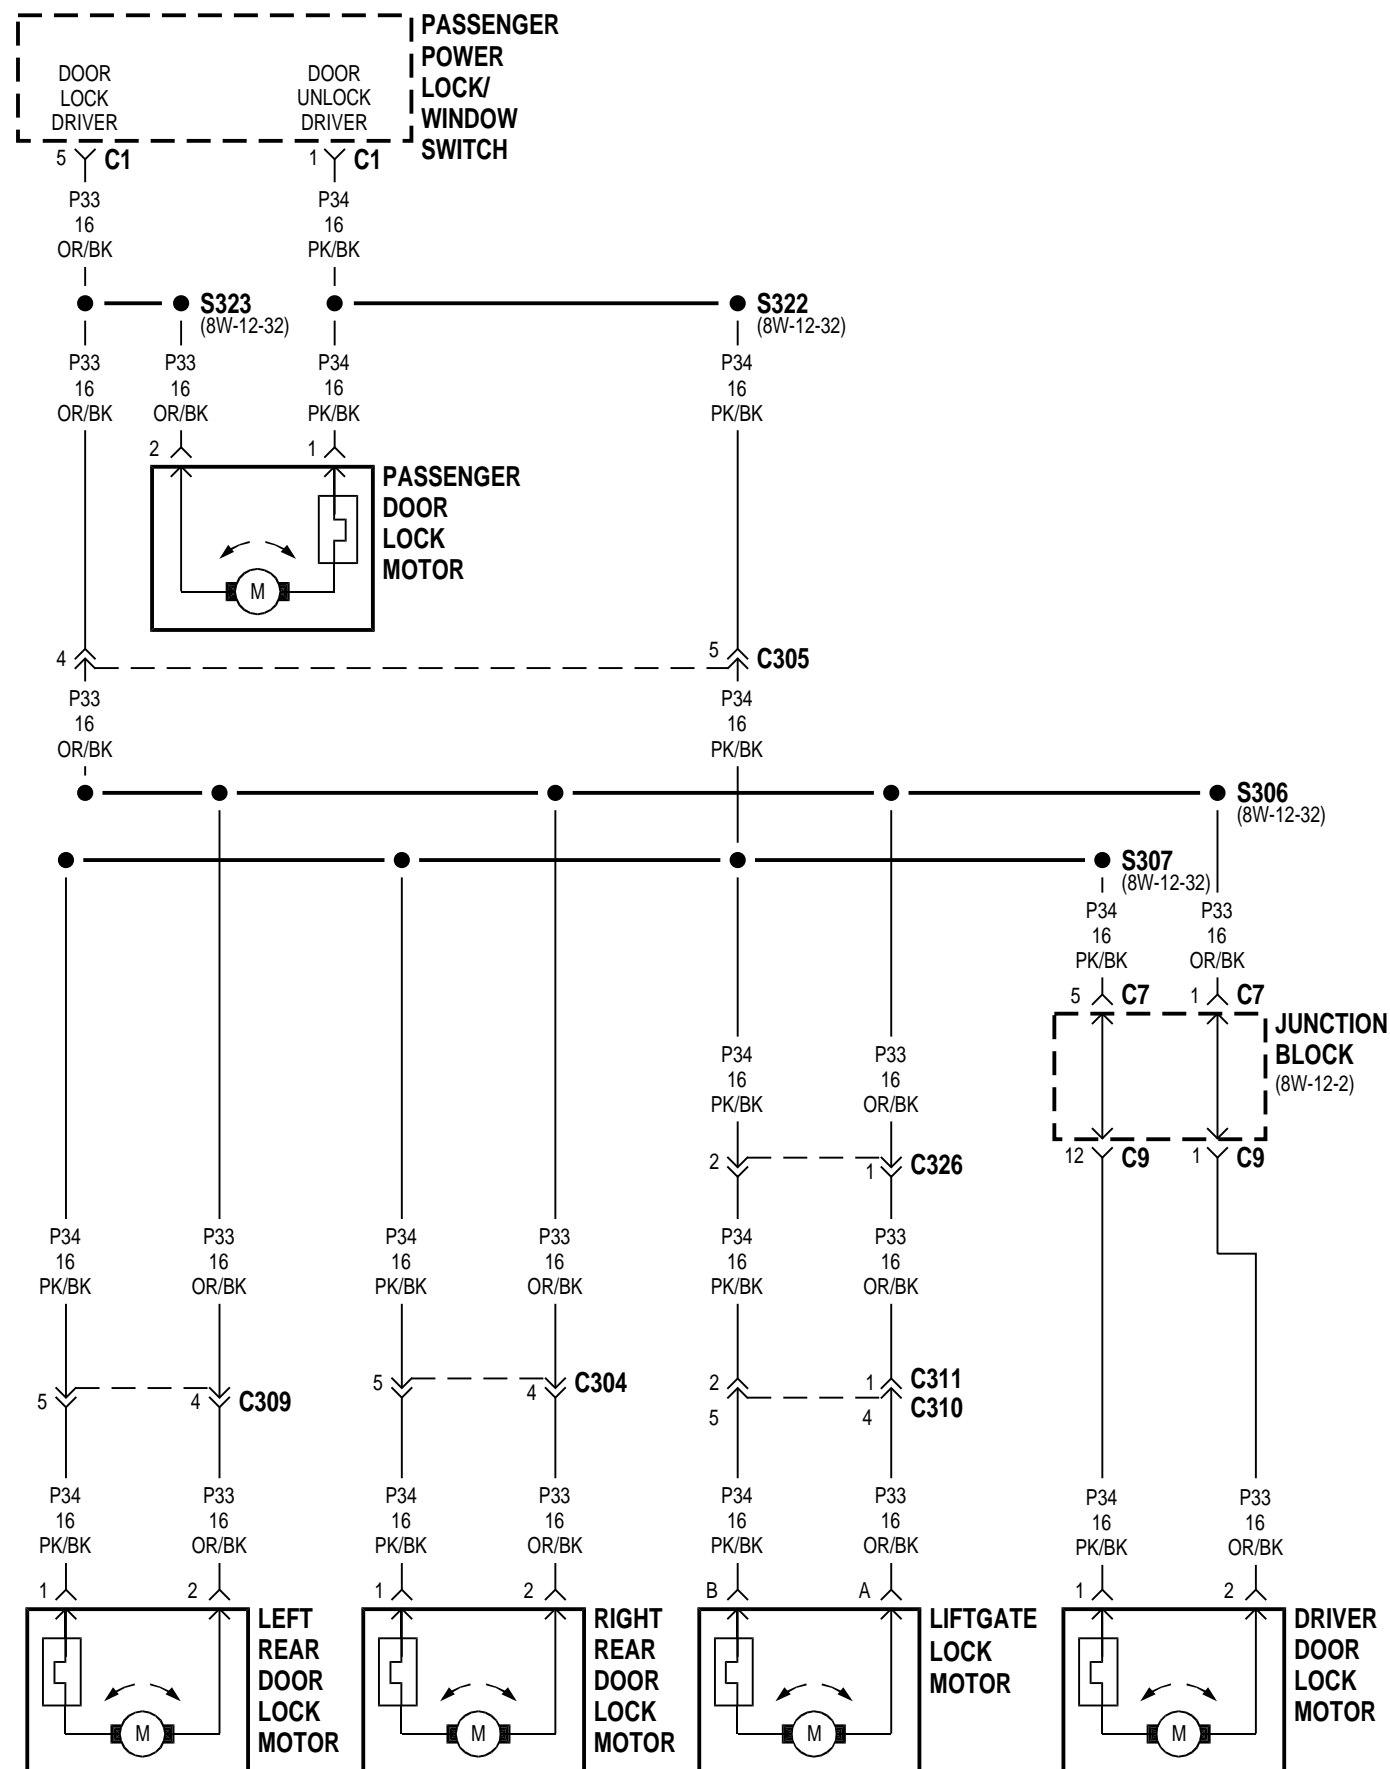 PASSENGER
POWER
LOCK/
WINDOW
SWITCH
DOOR
LOCK
DRIVER
DOOR
UNLOCK
DRIVER
5 C1
1 C1
P33
16
OR/BK
P34
16
PK/BK
S323
(8W-12-32)
S322
(8W-12-32)
P33
16
OR/BK
P33
16
OR/BK
P34
16
PK/BK
P34
16
PK/BK
2
1
PASSENGER
DOOR
LOCK
MOTOR
M
4
5 C305
P33
16
OR/BK
P34
16
PK/BK
S306
(8W-12-32)
S307
(8W-12-32)
P34
16
PK/BK
P33
16
OR/BK
5 C7
1 C7
JUNCTION
BLOCK
(8W-12-2)
12 C9
1 C9
P34
16
PK/BK
P33
16
OR/BK
2
1 C326
P34
16
PK/BK
P33
16
OR/BK
P34
16
PK/BK
P33
16
OR/BK
P34
16
PK/BK
P33
16
OR/BK
5
4 C309
5
4 C304
2
1 C311
5
4 C310
P34
16
PK/BK
P33
16
OR/BK
P34
16
PK/BK
P33
16
OR/BK
P34
16
PK/BK
P33
16
OR/BK
P34
16
PK/BK
P33
16
OR/BK
1
2
LEFT
REAR
DOOR
LOCK
MOTOR
M
1
2
RIGHT
REAR
DOOR
LOCK
MOTOR
M
B
A
LIFTGATE
LOCK
MOTOR
M
1
2
DRIVER
DOOR
LOCK
MOTOR
M